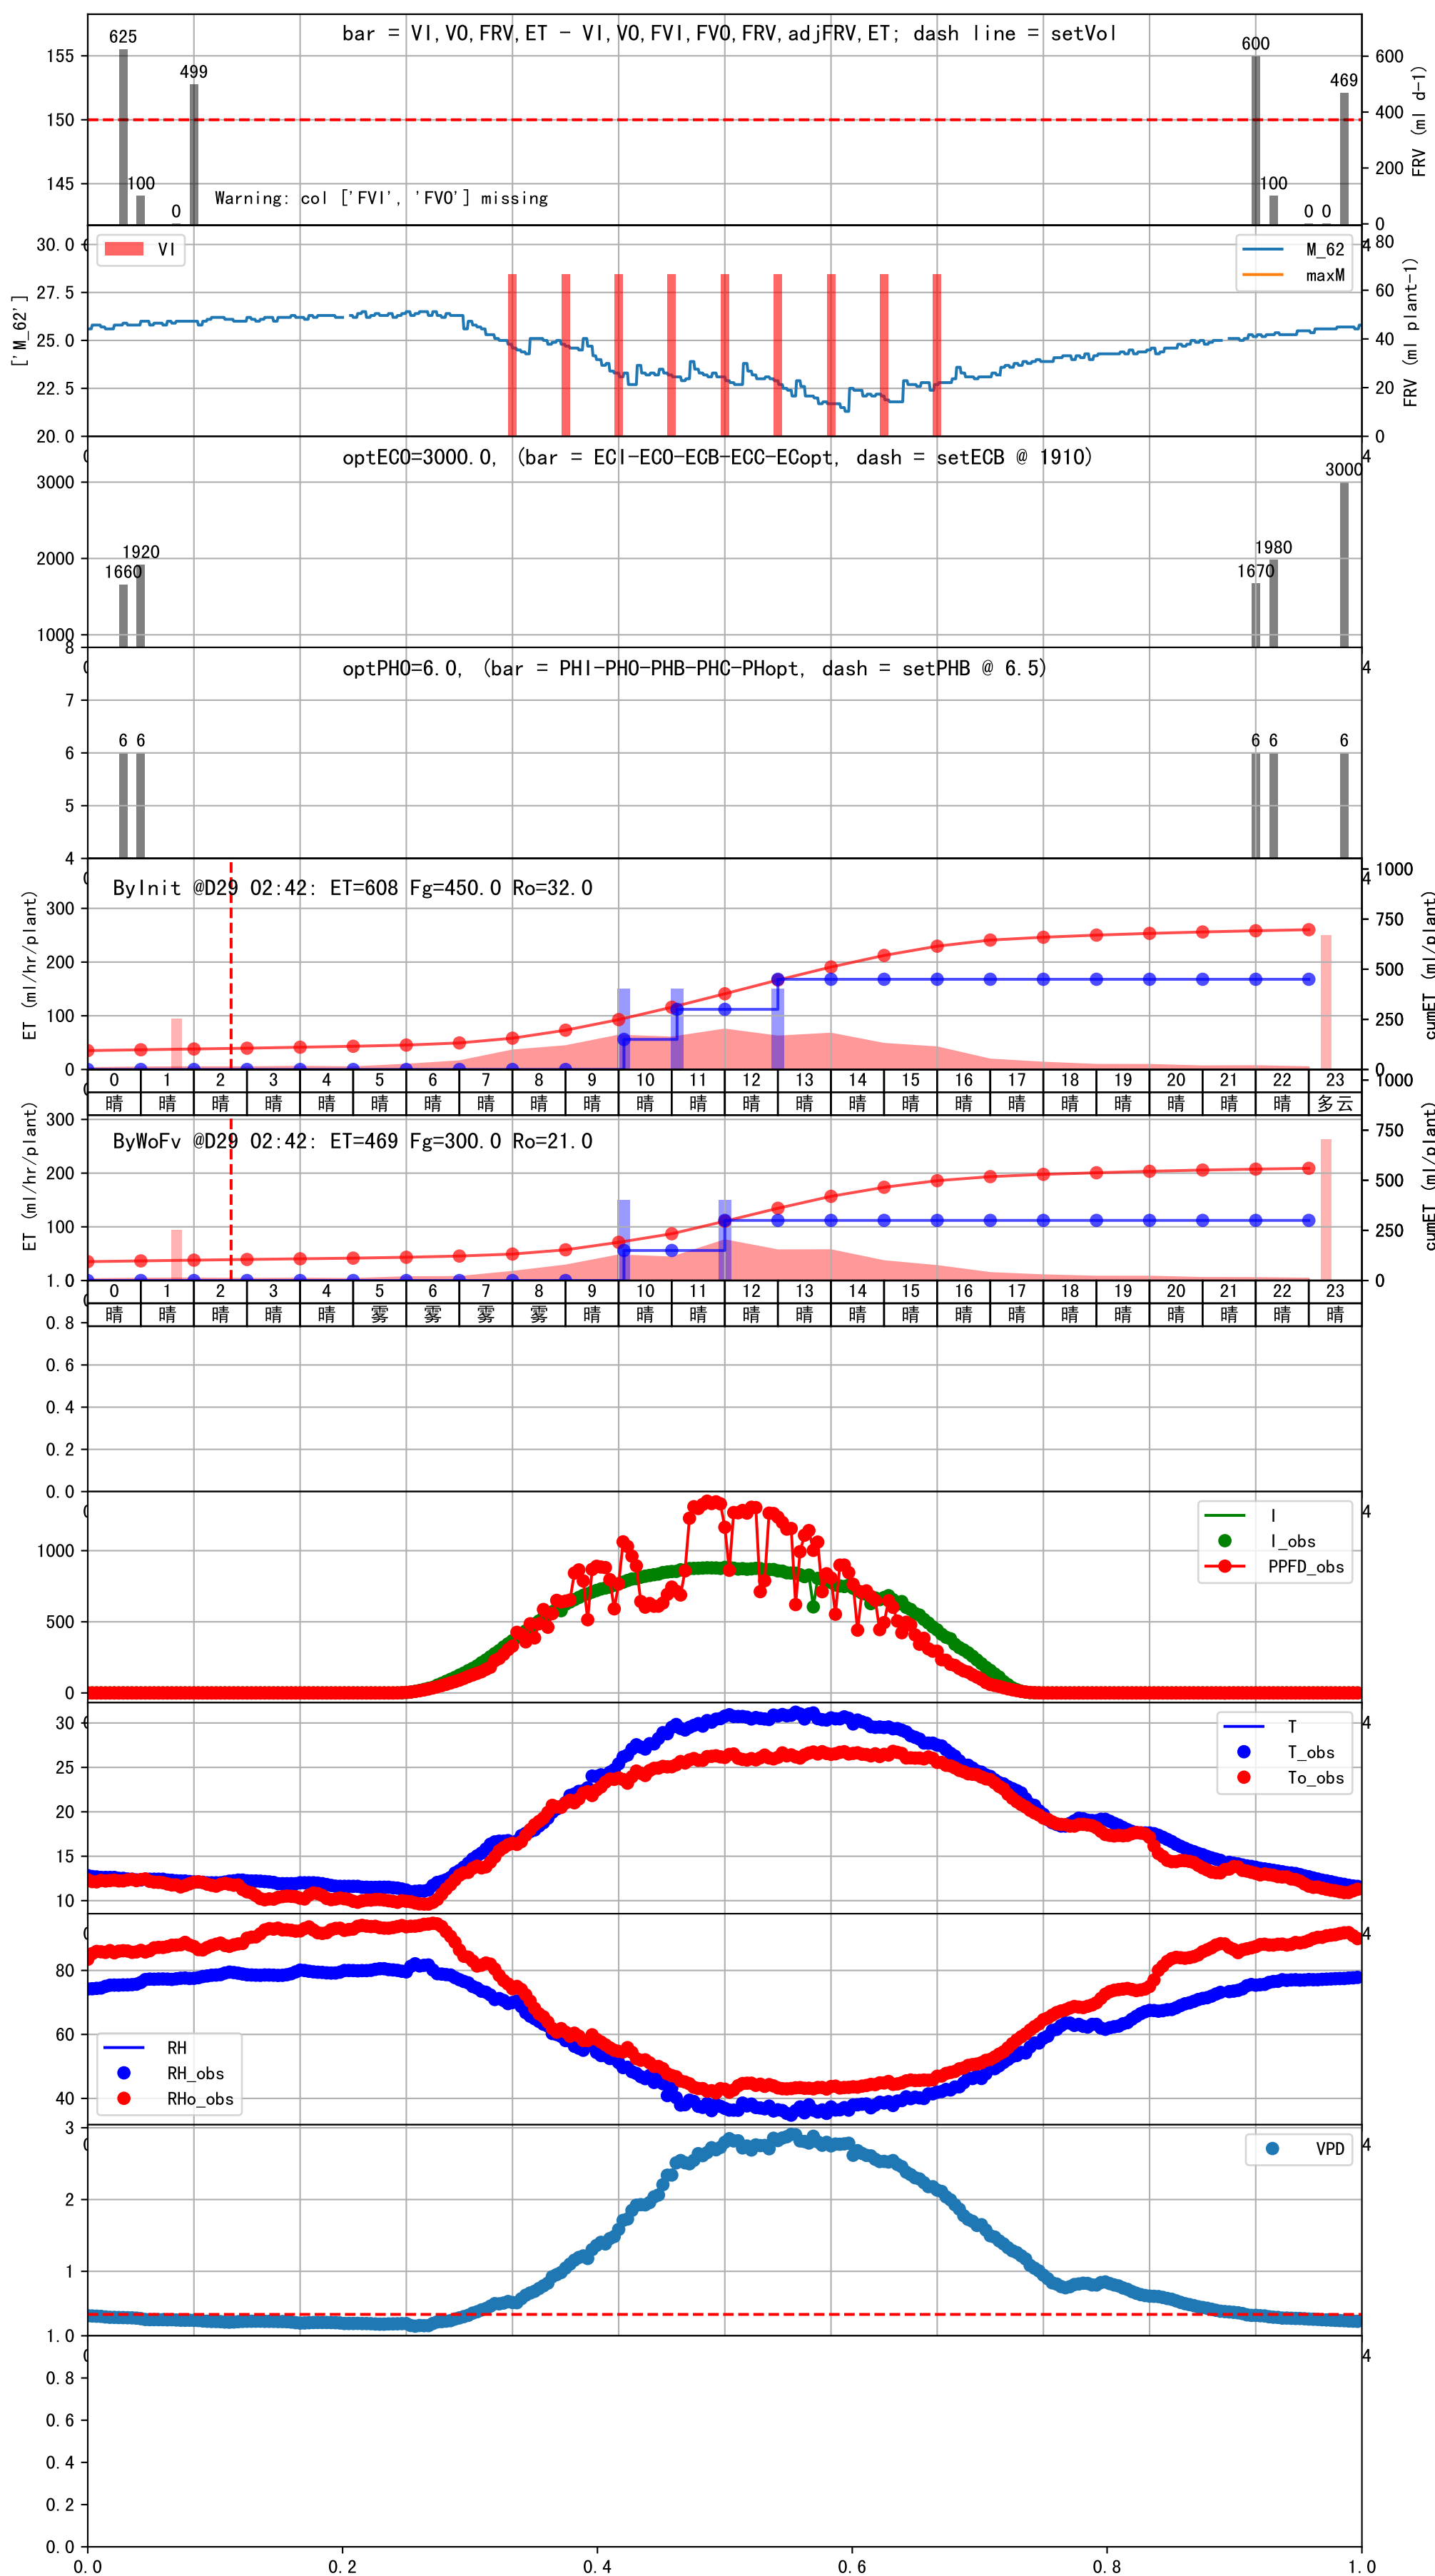 bar = VI,VO,FRV,ET - VI,VO,FVI,FVO,FRV,adjFRV,ET; dash line = setVol
625
499
600
469
100
0
100
0 0
155
150
145
600
400
200
0
FRV (ml d-1)
Warning: col ['FVI', 'FVO'] missing
VI
M_62
maxM
['M_62']
30.0
27.5
25.0
22.5
20.0
80
60
40
20
0
FRV (ml plant-1)
optECO=3000.0, (bar = ECI-ECO-ECB-ECC-ECopt, dash = setECB @ 1910)
3000
2000
1000
1660
1920
1670
1980
3000
optPHO=6.0, (bar = PHI-PHO-PHB-PHC-PHopt, dash = setPHB @ 6.5)
8
7
6
5
4
6 6
6 6
6
ByInit @D29 02:42: ET=608 Fg=450.0 Ro=32.0
ET (ml/hr/plant)
300
200
100
0
1000
750
500
250
0
cumET (ml/plant)
0 1 2 3 4 5 6 7 8 9 10 11 12 13 14 15 16 17 18 19 20 21 22 23
晴 晴 晴 晴 晴 晴 晴 晴 晴 晴 晴 晴 晴 晴 晴 晴 晴 晴 晴 晴 晴 晴 晴 多云
ByWoFv @D29 02:42: ET=469 Fg=300.0 Ro=21.0
ET (ml/hr/plant)
300
200
100
1000
750
500
250
0
cumET (ml/plant)
0 1 2 3 4 5 6 7 8 9 10 11 12 13 14 15 16 17 18 19 20 21 22 23
晴 晴 晴 晴 晴 雾 雾 雾 雾 晴 晴 晴 晴 晴 晴 晴 晴 晴 晴 晴 晴 晴 晴 晴
1.0
0.8
0.6
0.4
0.2
0.0
I
I_obs
PPFD_obs
1000
500
0
T
T_obs
To_obs
30
25
20
15
10
RH
RH_obs
RHo_obs
80
60
40
VPD
3
2
1
1.0
0.8
0.6
0.4
0.2
0.0
0.0 0.2 0.4 0.6 0.8 1.0